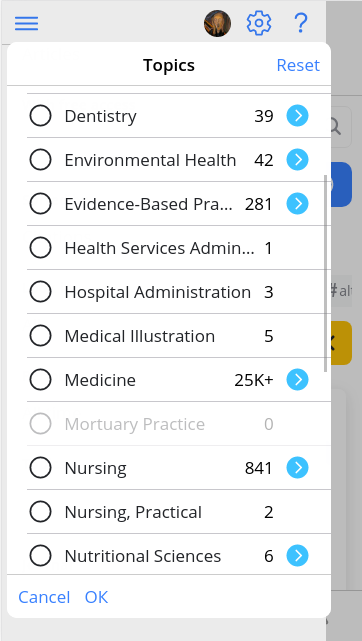 ?
Topics Reset
Dentistry 39
Environmental Health 42
Evidence-Based Pra... 281
Health Services Admin... 1
Hospital Administration 3
Medical Illustration 5
Medicine 25K+
Mortuary Practice 0
Nursing 841
Nursing, Practical 2
Nutritional Sciences 6
Cancel OK